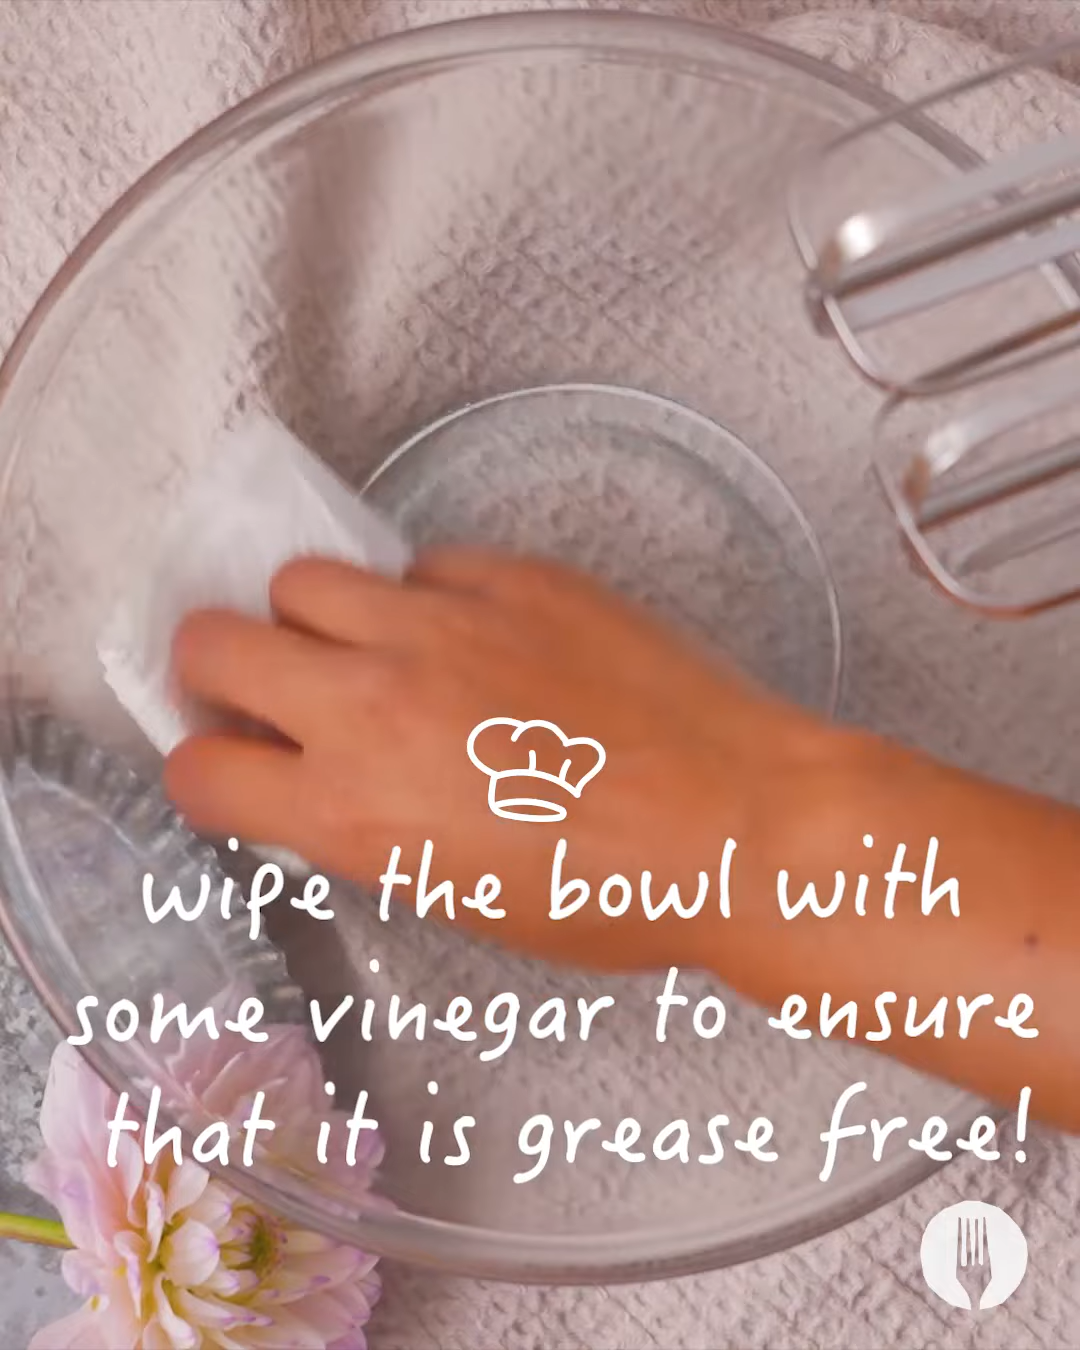 wipe the bowl with
some vinegar to ensure
that it is grease free!